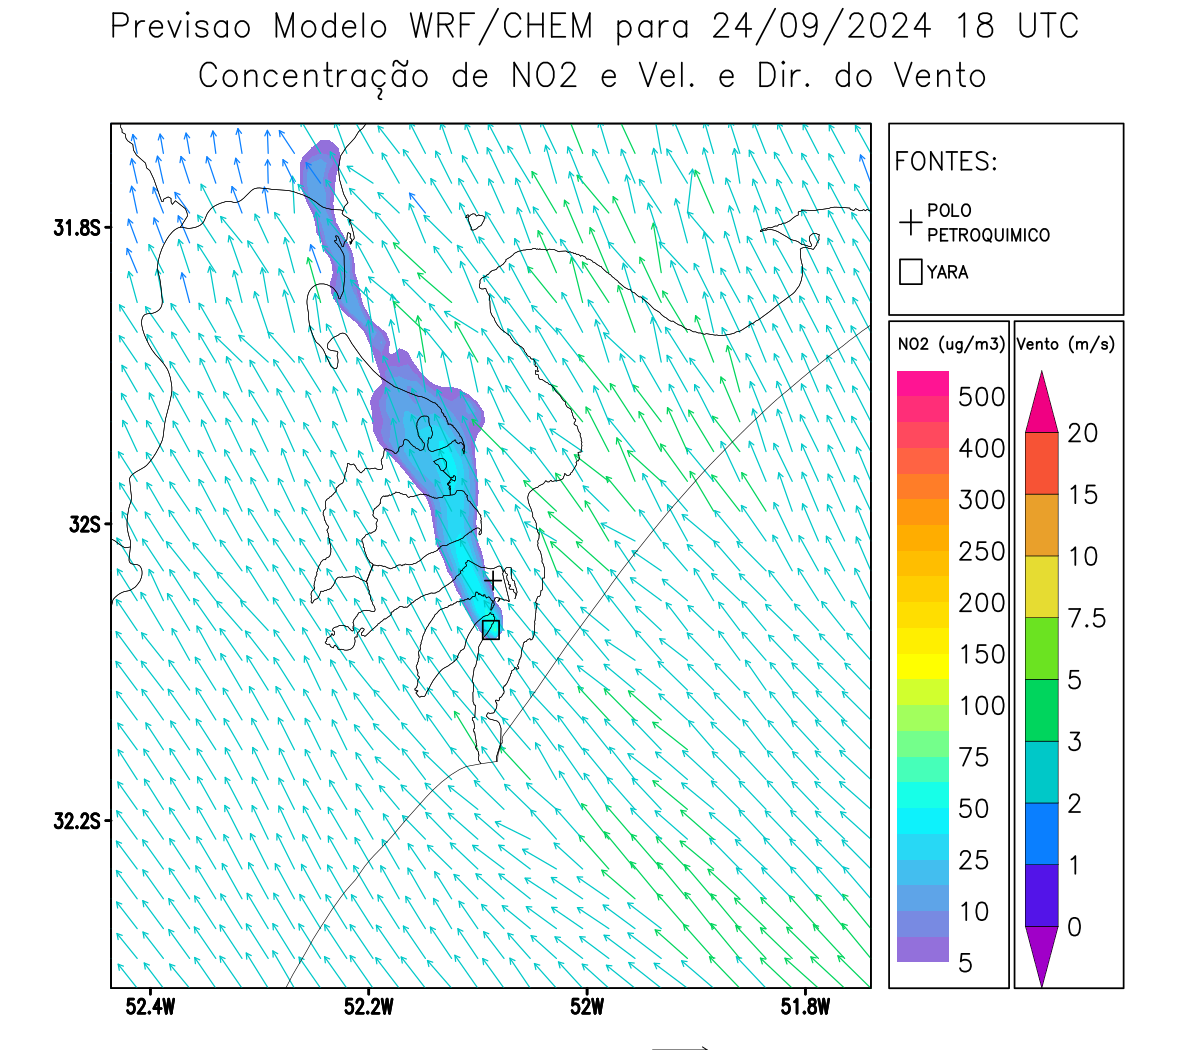 Previsao Modelo WRF/CHEM para 24/09/2024 18 UTC
Concentração de NO2 e Vel. e Dir. do Vento
FONTES:
POLO
PETROQUIMICO
YARA
31.8S
32S
32.2S
52.4W
52.2W
52W
51.8W
NO2 (ug/m3)
500
400
300
250
200
150
100
75
50
25
10
5
Vento (m/s)
20
15
10
7.5
5
3
2
1
0